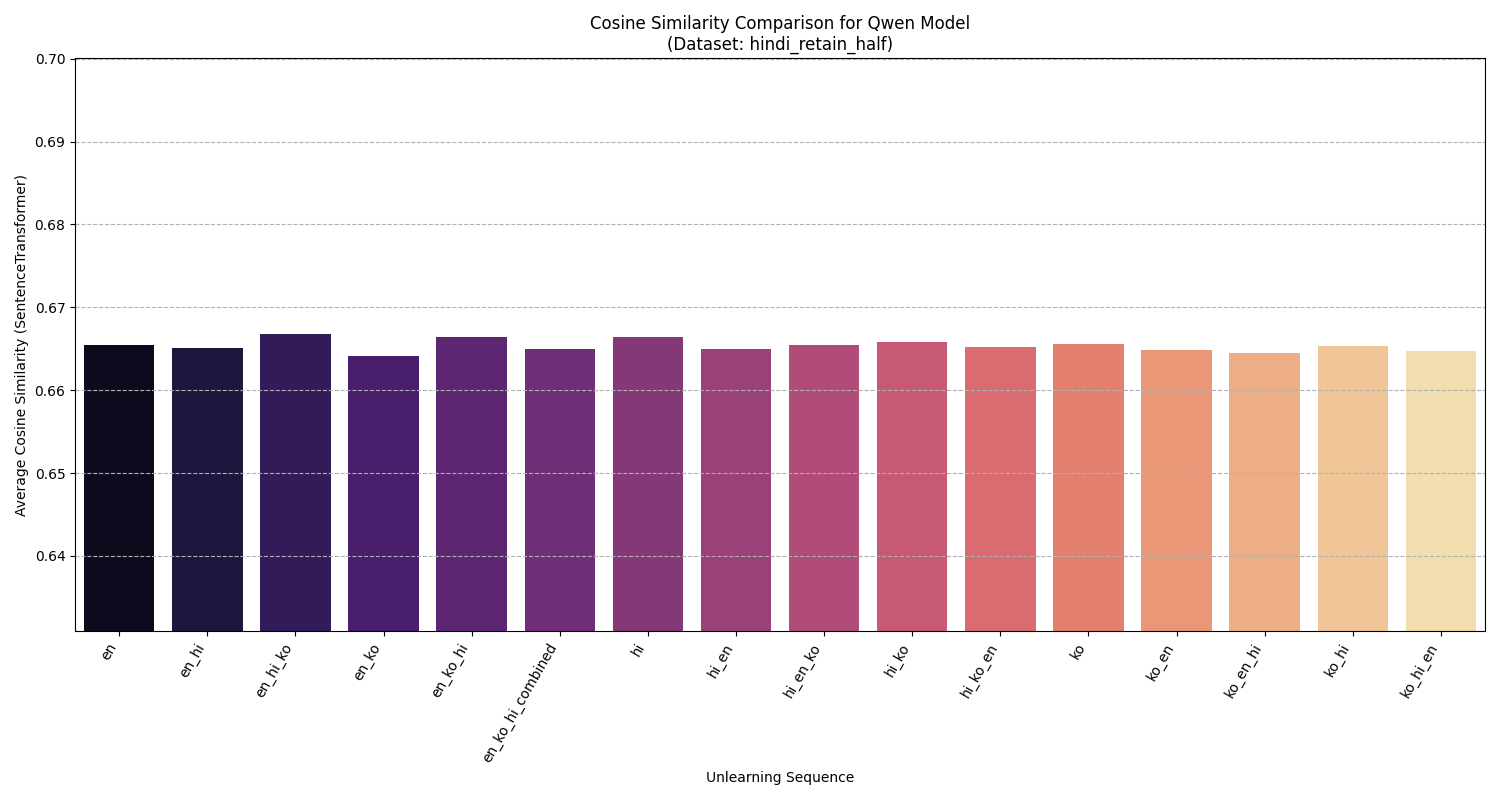 Cosine Similarity Comparison for Qwen Model
(Dataset: hindi_retain_half)
Average Cosine Similarity (SentenceTransformer)
0.70
0.69
0.68
0.67
0.66
0.65
0.64
en
en_hi
en_hi_ko
en_ko
en_ko_hi
en_ko_hi_combined
hi
hi_en
hi_en_ko
hi_ko
hi_ko_en
ko
ko_en
ko_en_hi
ko_hi
ko_hi_en
Unlearning Sequence